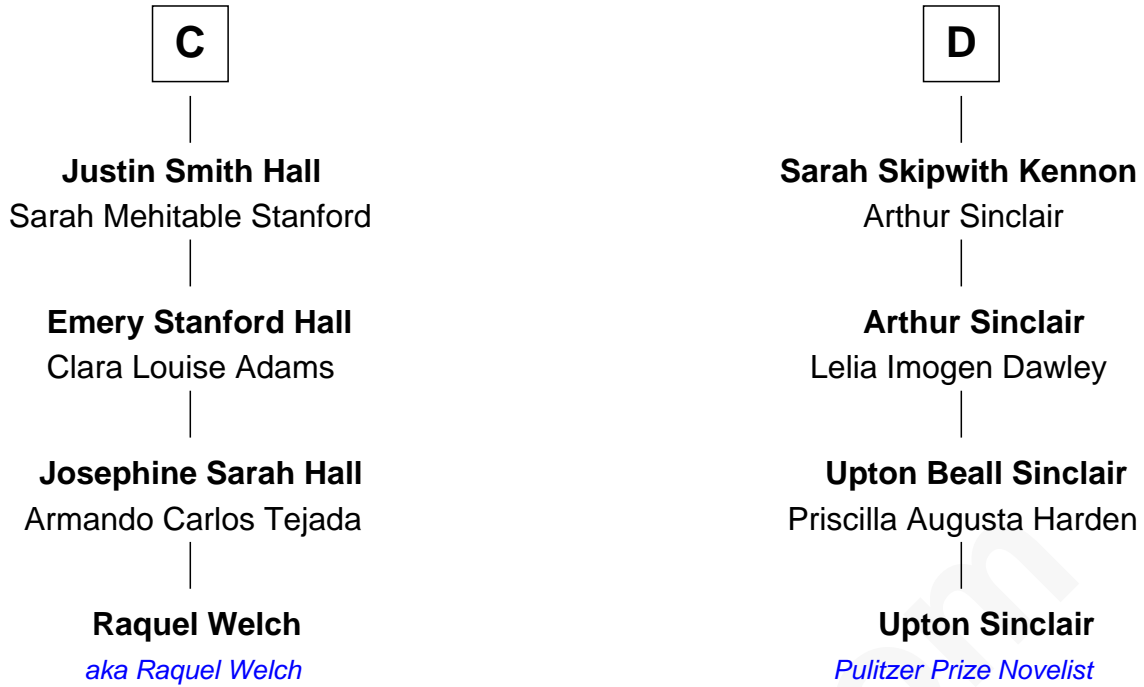 C
Justin Smith Hall
Sarah Mehitable Stanford
Emery Stanford Hall
Clara Louise Adams
Josephine Sarah Hall
Armando Carlos Tejada
Raquel Welch
aka Raquel Welch
D
Sarah Skipwith Kennon
Arthur Sinclair
Arthur Sinclair
Lelia Imogen Dawley
Upton Beall Sinclair
Priscilla Augusta Harden
Upton Sinclair
Pulitzer Prize Novelist